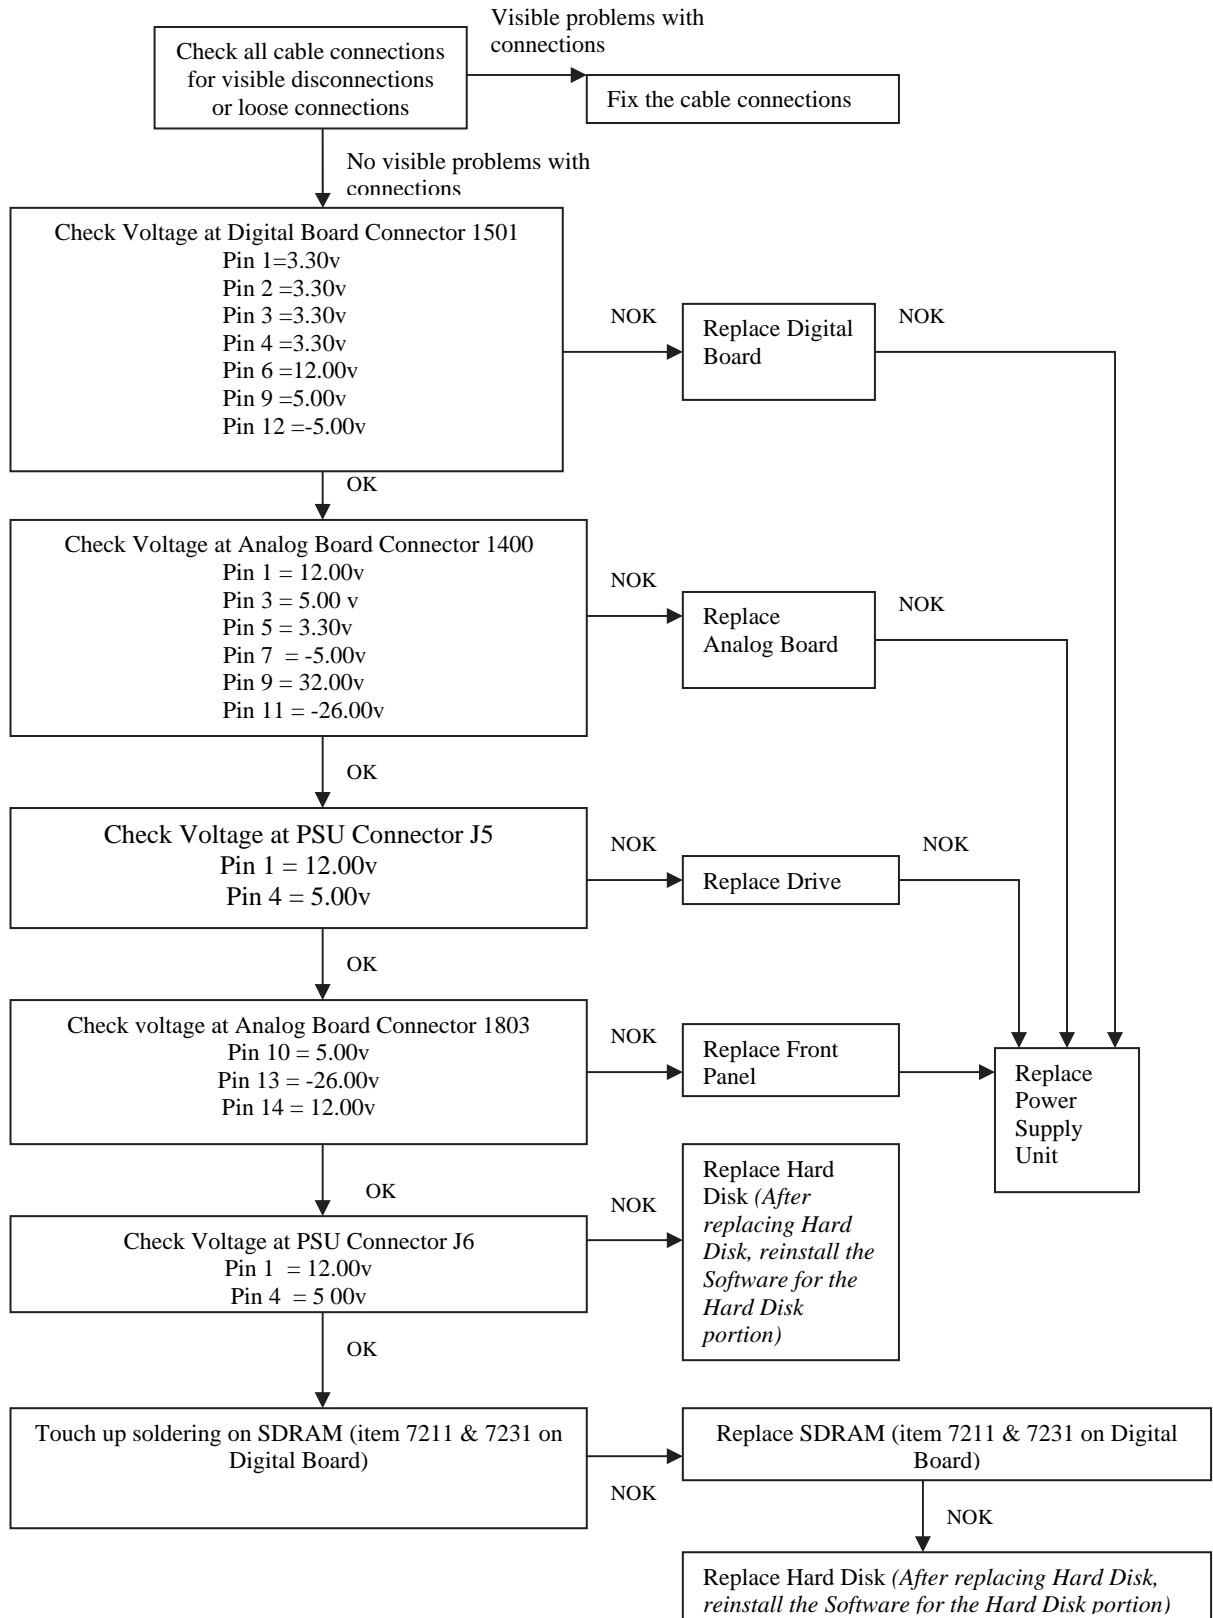 Visible problems with
connections
Check all cable connections
for visible disconnections
or loose connections
Fix the cable connections
No visible problems with
connections
Check Voltage at Digital Board Connector 1501
Pin 1=3.30v
Pin 2 =3.30v
Pin 3 =3.30v
Pin 4 =3.30v
Pin 6 =12.00v
Pin 9 =5.00v
Pin 12 =-5.00v
NOK
Replace Digital
Board
NOK
OK
Check Voltage at Analog Board Connector 1400
Pin 1 = 12.00v
Pin 3 = 5.00 v
Pin 5 = 3.30v
Pin 7 = -5.00v
Pin 9 = 32.00v
Pin 11 = -26.00v
NOK
Replace
Analog Board
NOK
OK
Check Voltage at PSU Connector J5
Pin 1 = 12.00v
Pin 4 = 5.00v
NOK
Replace Drive
NOK
OK
Check voltage at Analog Board Connector 1803
Pin 10 = 5.00v
Pin 13 = -26.00v
Pin 14 = 12.00v
NOK
Replace Front
Panel
Replace
Power
Supply
Unit
OK
Check Voltage at PSU Connector J6
Pin 1 = 12.00v
Pin 4 = 5 00v
NOK
Replace Hard
Disk (After
replacing Hard
Disk, reinstall the
Software for the
Hard Disk
portion)
OK
Touch up soldering on SDRAM (item 7211 & 7231 on
Digital Board)
NOK
Replace SDRAM (item 7211 & 7231 on Digital
Board)
NOK
Replace Hard Disk (After replacing Hard Disk,
reinstall the Software for the Hard Disk portion)